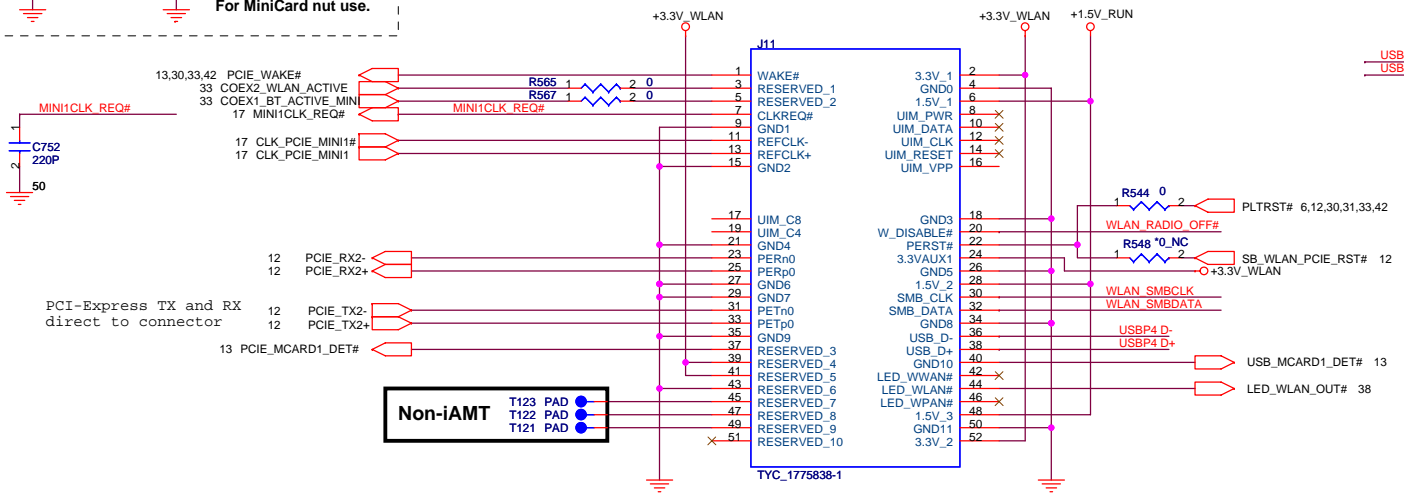 For MiniCard nut use.
+3.3V_WLAN
+3.3V_WLAN
+1.5V_RUN
USB
USB
J11
13,30,33,42 PCIE_WAKE#
33 COEX2_WLAN_ACTIVE
33 COEX1_BT_ACTIVE_MINI
17 MINI1CLK_REQ#
R565 1 2 0
R567 1 2 0
MINI1CLK_REQ#
MINI1CLK_REQ#
17 CLK_PCIE_MINI1#
17 CLK_PCIE_MINI1
1
C752
220P
2
50
1 WAKE#
3 RESERVED_1
5 RESERVED_2
7 CLKREQ#
9 GND1
11 REFCLK-
13 REFCLK+
15 GND2
17 UIM_C8
19 UIM_C4
21 GND4
23 PERn0
25 PERp0
27 GND6
29 GND7
31 PETn0
33 PETp0
35 GND9
37 RESERVED_3
39 RESERVED_4
41 RESERVED_5
43 RESERVED_6
45 RESERVED_7
47 RESERVED_8
49 RESERVED_9
51 RESERVED_10
3.3V_1 2
GND0 4
1.5V_1 6
UIM_PWR 8
UIM_DATA 10
UIM_CLK 12
UIM_RESET 14
UIM_VPP 16
GND3 18
W_DISABLE# 20
PERST# 22
3.3VAUX1 24
GND5 26
1.5V_2 28
SMB_CLK 30
SMB_DATA 32
GND8 34
USB_D- 36
USB_D+ 38
GND10 40
LED_WWAN# 42
LED_WLAN# 44
LED_WPAN# 46
1.5V_3 48
GND11 50
3.3V_2 52
TYC_1775838-1
12 PCIE_RX2-
12 PCIE_RX2+
PCI-Express TX and RX
direct to connector
12 PCIE_TX2-
12 PCIE_TX2+
13 PCIE_MCARD1_DET#
Non-iAMT
T123 PAD
T122 PAD
T121 PAD
R544 0
1 2
PLTRST# 6,12,30,31,33,42
WLAN_RADIO_OFF#
R548 *0_NC
1 2
SB_WLAN_PCIE_RST# 12
+3.3V_WLAN
WLAN_SMBCLK
WLAN_SMBDATA
USBP4 D-
USBP4 D+
USB_MCARD1_DET# 13
LED_WLAN_OUT# 38